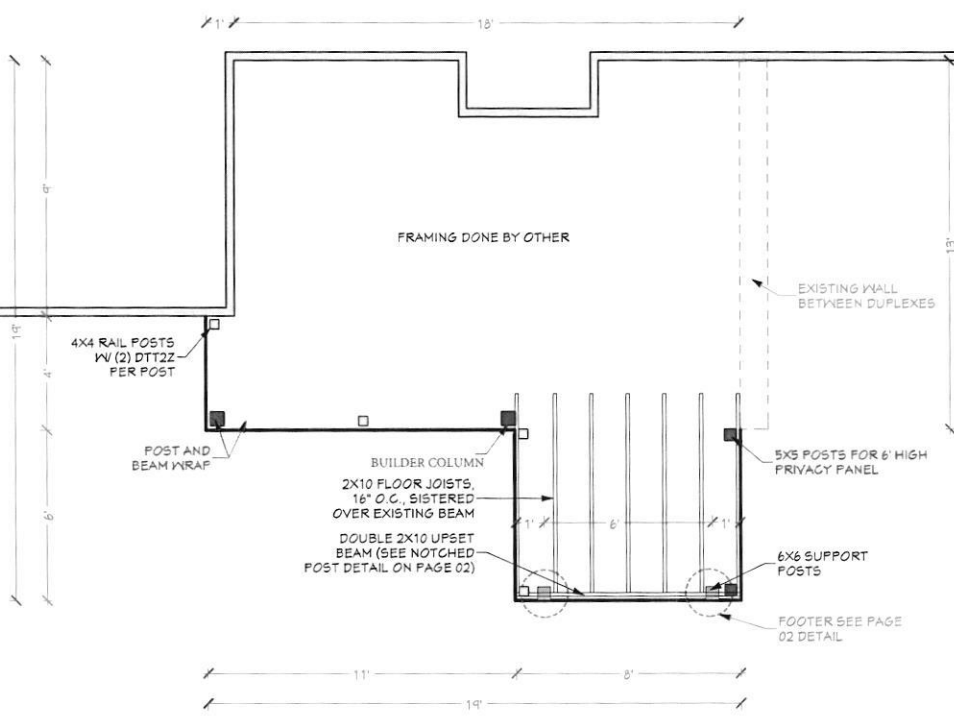 1'
18'
9'
19'
13'
FRAMING DONE BY OTHER
EXISTING WALL
BETWEEN DUPLEXES
4X4 RAIL POSTS
W/ (2) DTT2Z
PER POST
4'
POST AND
BEAM WRAP
BUILDER COLUMN
5X5 POSTS FOR 6' HIGH
PRIVACY PANEL
2X10 FLOOR JOISTS,
16" O.C., SISTERED
OVER EXISTING BEAM
6'
1'
6'
1'
DOUBLE 2X10 UPSET
BEAM (SEE NOTCHED
POST DETAIL ON PAGE 02)
6X6 SUPPORT
POSTS
FOOTER SEE PAGE
02 DETAIL
11'
8'
19'